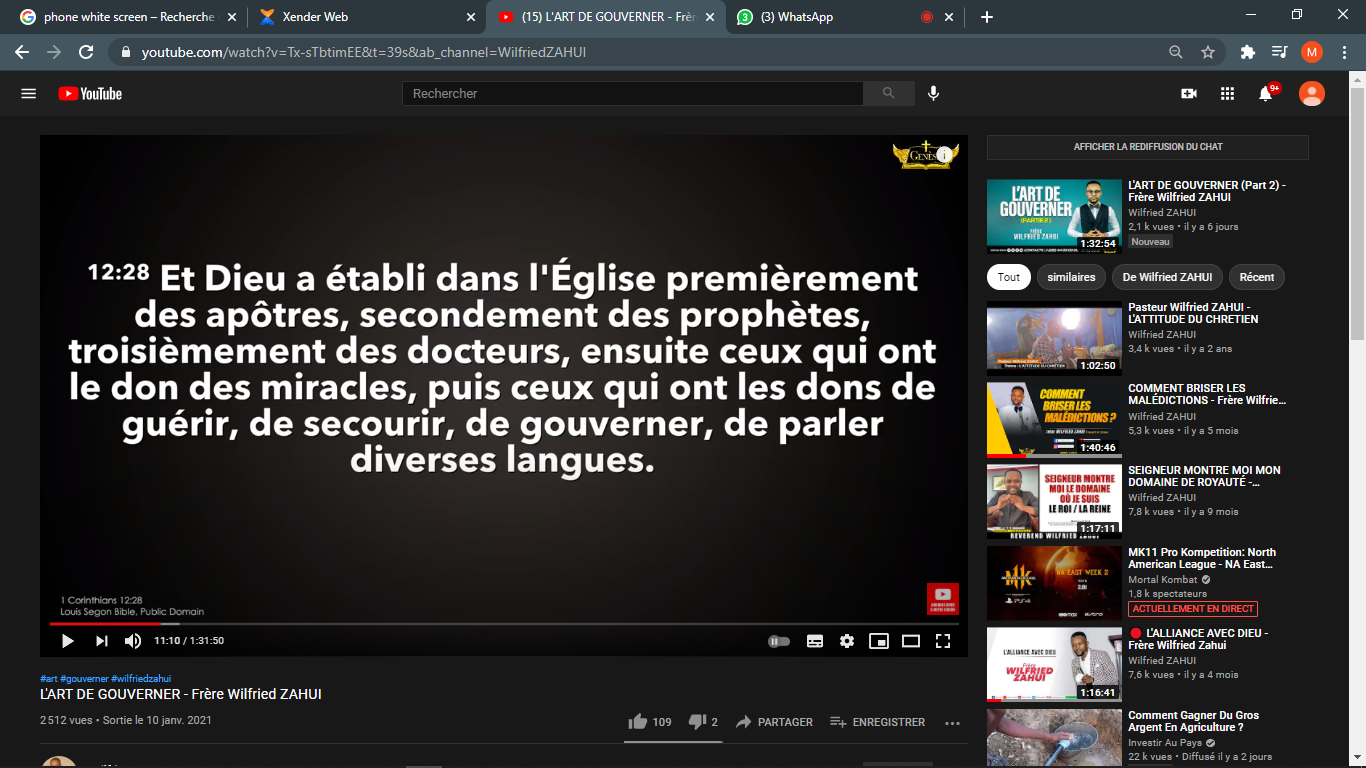 phone white screen – Recherche
Xender Web
(15) L'ART DE GOUVERNER - Frèr
(3) WhatsApp
youtube.com/watch?v=Tx-sTbtimEE&t=39s&ab_channel=WilfriedZAHUI
M
YouTube
Rechercher
9+
GENESE
12:28 Et Dieu a établi dans l'Église premièrement
des apôtres, secondement des prophètes,
troisièmement des docteurs, ensuite ceux qui ont
le don des miracles, puis ceux qui ont les dons de
guérir, de secourir, de gouverner, de parler
diverses langues.
1 Corinthians 12:28
Louis Segon Bible, Public Domain
11:10 / 1:31:50
#art #gouverner #wilfriedzahui
L'ART DE GOUVERNER - Frère Wilfried ZAHUI
2 512 vues • Sortie le 10 janv. 2021
109
2
PARTAGER
ENREGISTRER
AFFICHER LA REDIFFUSION DU CHAT
L'ART DE
GOUVERNER
(PARTIE 2)
FRÈRE
WILFRIED ZAHUI
1:32:54
L'ART DE GOUVERNER (Part 2) -
Frère Wilfried ZAHUI
Wilfried ZAHUI
2,1 k vues • il y a 6 jours
Nouveau
Tout
similaires
De Wilfried ZAHUI
Récent
1:02:50
Pasteur Wilfried ZAHUI -
L'ATTITUDE DU CHRETIEN
Wilfried ZAHUI
3,4 k vues • il y a 2 ans
COMMENT
BRISER LES
MALÉDICTIONS ?
1:40:46
COMMENT BRISER LES
MALÉDICTIONS - Frère Wilfrie...
Wilfried ZAHUI
5,3 k vues • il y a 5 mois
SEIGNEUR MONTRE
MOI LE DOMAINE
OÙ JE SUIS
LE ROI / LA REINE
REVEREND WILFRIED ZAHUI
1:17:11
SEIGNEUR MONTRE MOI MON
DOMAINE DE ROYAUTÉ -...
Wilfried ZAHUI
7,8 k vues • il y a 9 mois
NA EAST WEEK 2
PS4
MK11 Pro Kompetition: North
American League - NA East...
Mortal Kombat
1,8 k spectateurs
ACTUELLEMENT EN DIRECT
L'ALLIANCE AVEC DIEU
FRÈRE
WILFRIED
ZAHUI
1:16:41
L'ALLIANCE AVEC DIEU -
Frère Wilfried Zahui
Wilfried ZAHUI
7,6 k vues • il y a 4 mois
Comment Gagner Du Gros
Argent En Agriculture ?
Investir Au Pays
22 k vues • Diffusé il y a 2 jours